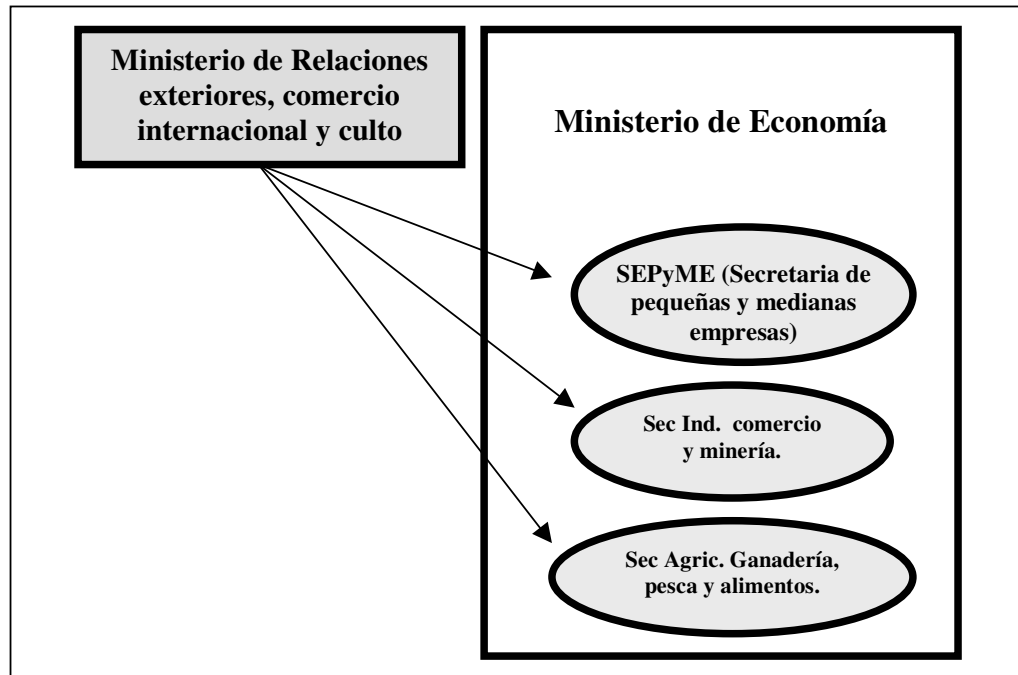 Ministerio de Relaciones
exteriores, comercio
internacional y culto
Ministerio de Economía
SEPyME (Secretaria de
pequeñas y medianas
empresas)
Sec Ind.  comercio
y minería.
Sec Agric. Ganadería,
pesca y alimentos.